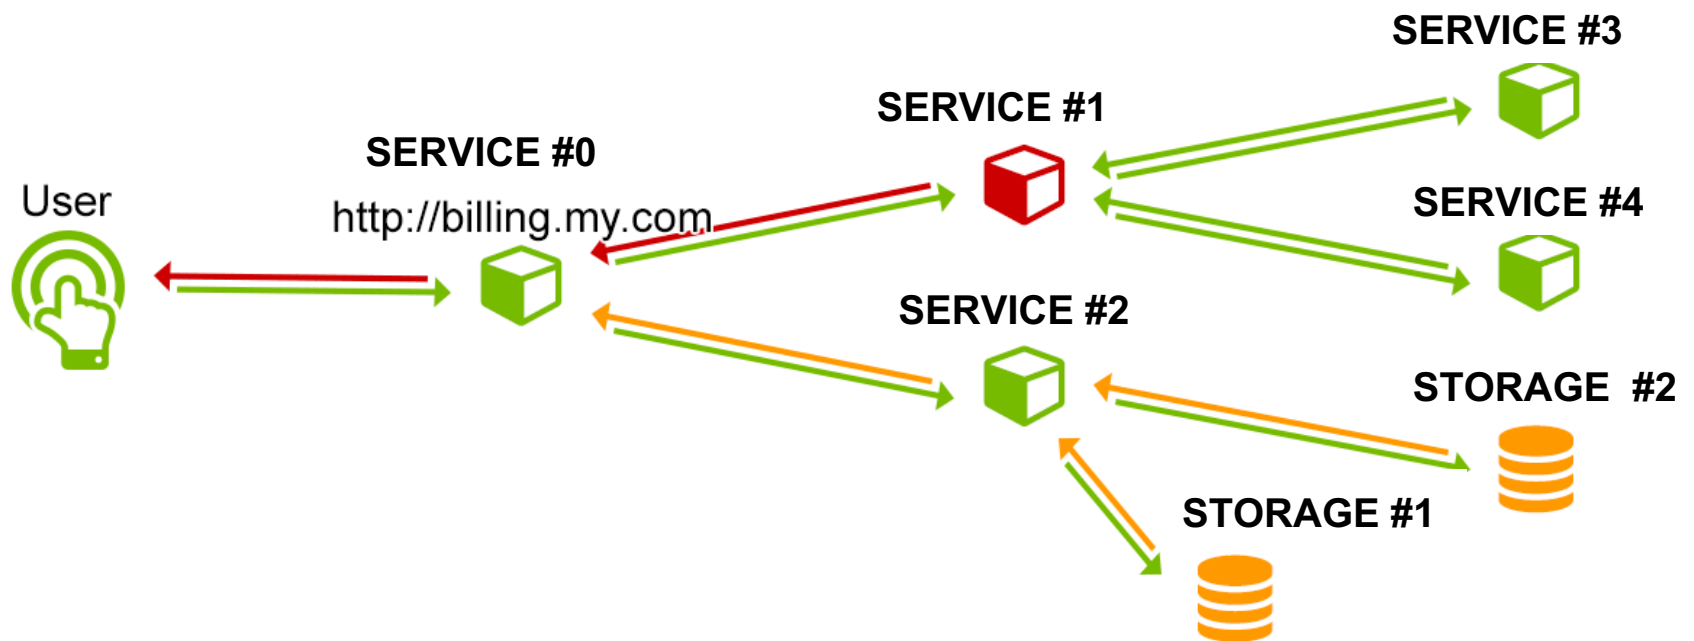 SERVICE #3
SERVICE #1
SERVICE #0
User
http://billing.my.com
SERVICE #4
SERVICE #2
STORAGE #2
STORAGE #1